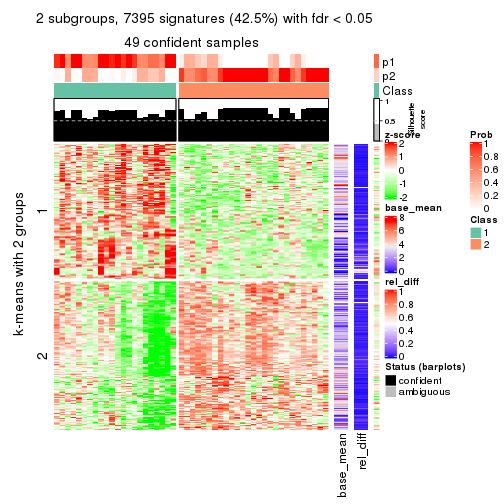 2 subgroups, 7395 signatures (42.5%) with fdr < 0.05
49 confident samples
p1
p2
Class
1
0.5
0
Silhouette
score
k-means with 2 groups
1
2
base_mean
rel_diff
z-score
2
1
0
-1
-2
base_mean
8
6
4
2
0
rel_diff
1
0.8
0.6
0.4
0.2
0
Status (barplots)
confident
ambiguous
Prob
1
0.8
0.6
0.4
0.2
0
Class
1
2